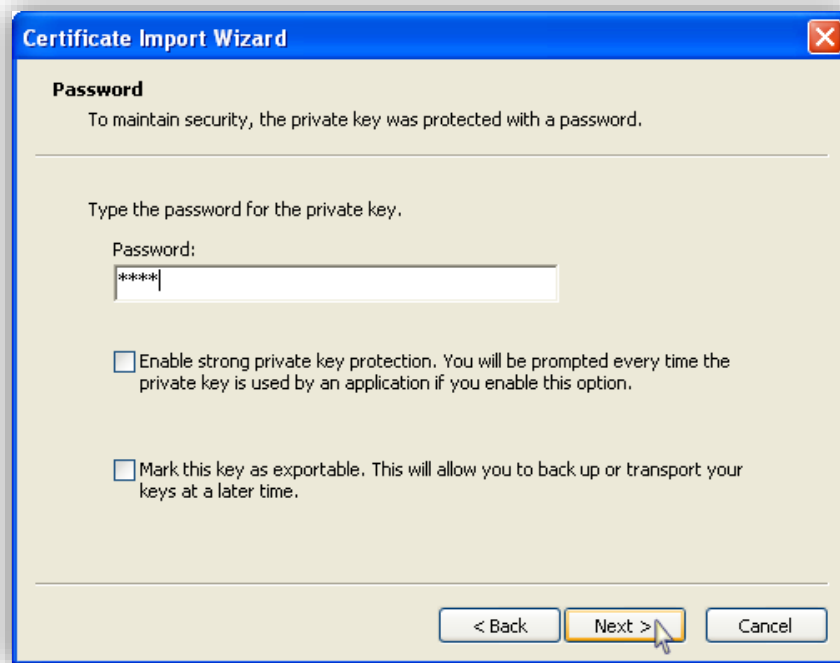 Certificate Import Wizard
Password
To maintain security, the private key was protected with a password.
Type the password for the private key.
Password:
****
Enable strong private key protection. You will be prompted every time the
private key is used by an application if you enable this option.
Mark this key as exportable. This will allow you to back up or transport your
keys at a later time.
< Back Next > Cancel